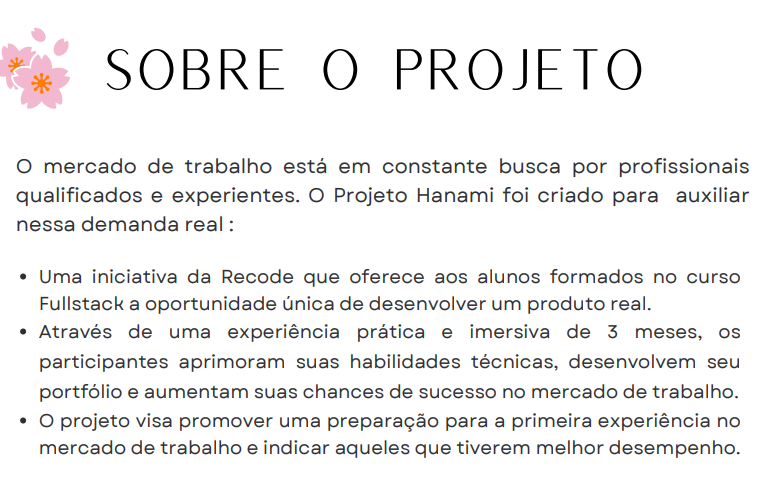 SOBRE O PROJETO
O mercado de trabalho está em constante busca por profissionais
qualificados e experientes. O Projeto Hanami foi criado para auxiliar
nessa demanda real :
• Uma iniciativa da Recode que oferece aos alunos formados no curso
Fullstack a oportunidade única de desenvolver um produto real.
• Através de uma experiência prática e imersiva de 3 meses, os
participantes aprimoram suas habilidades técnicas, desenvolvem seu
portfólio e aumentam suas chances de sucesso no mercado de trabalho.
• O projeto visa promover uma preparação para a primeira experiência no
mercado de trabalho e indicar aqueles que tiverem melhor desempenho.